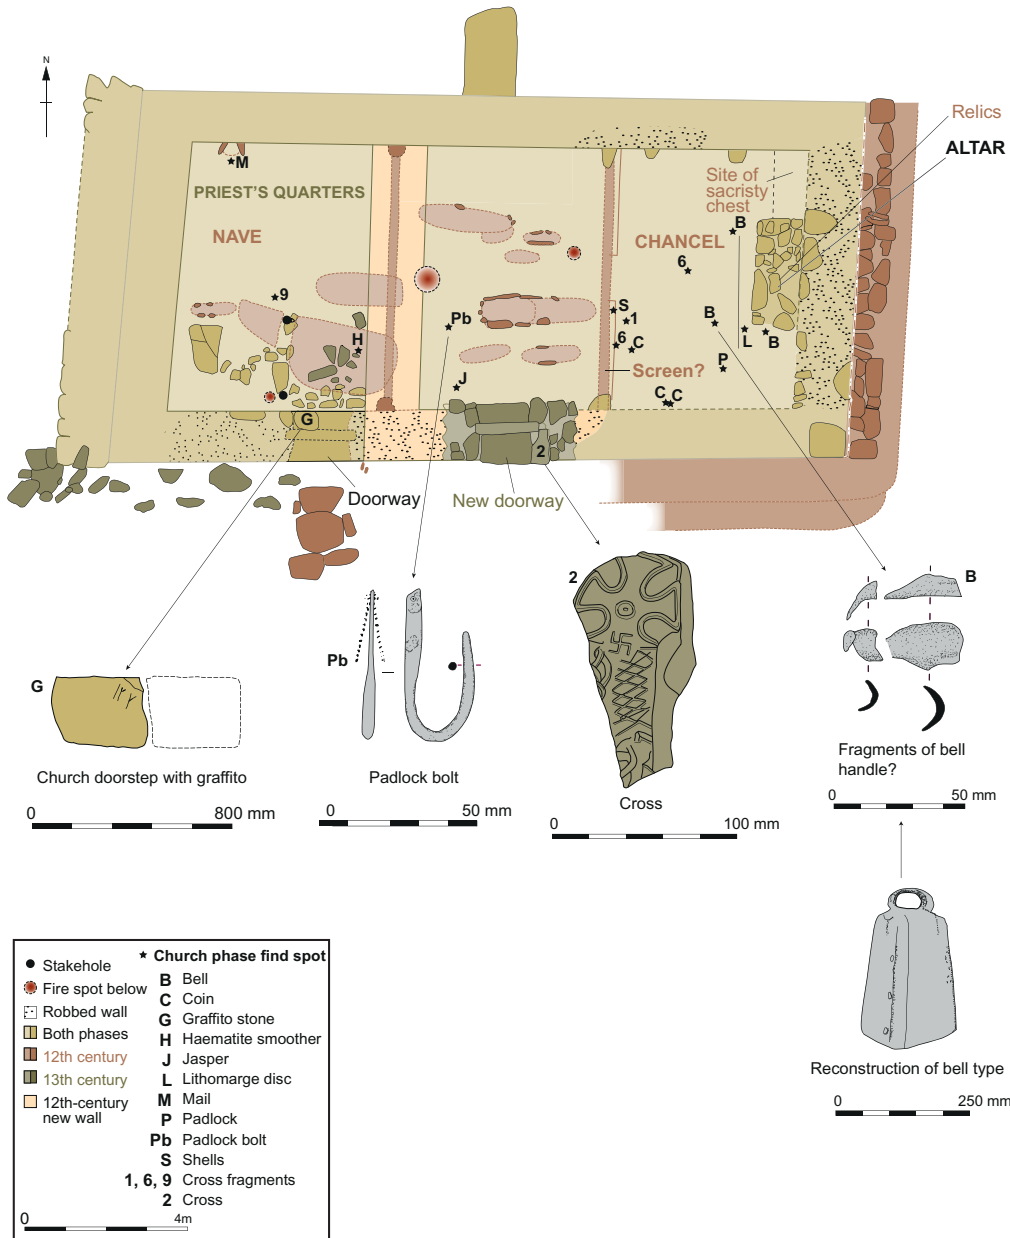 N
Relics
ALTAR
M
PRIEST'S QUARTERS
Site of
sacristy
chest
NAVE
CHANCEL
B
6
9
S
1
Pb
B
H
6
C
L
B
Screen?
P
J
C
C
G
2
Doorway
New doorway
G
Church doorstep with graffito
0
800 mm
Pb
Padlock bolt
0
50 mm
2
Cross
0
100 mm
B
Fragments of bell
handle?
0
50 mm
Reconstruction of bell type
0
250 mm
Stakehole
Fire spot below
Robbed wall
Both phases
12th century
13th century
12th-century
new wall
Church phase find spot
B Bell
C Coin
G Graffito stone
H Haematite smoother
J Jasper
L Lithomarge disc
M Mail
P Padlock
Pb Padlock bolt
S Shells
1, 6, 9 Cross fragments
2 Cross
0
4m